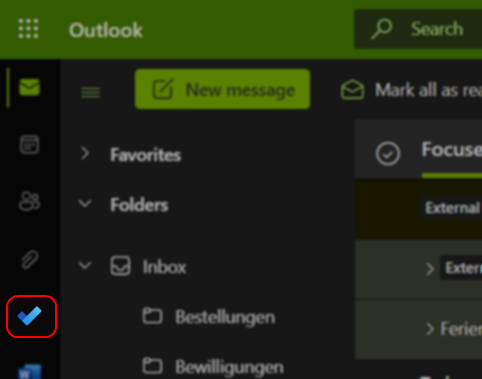 Outlook
Search
New message
Mark all as rea
Favorites
Focuse
Folders
External
Inbox
Extern
Bestellungen
Ferien
Bewilligungen